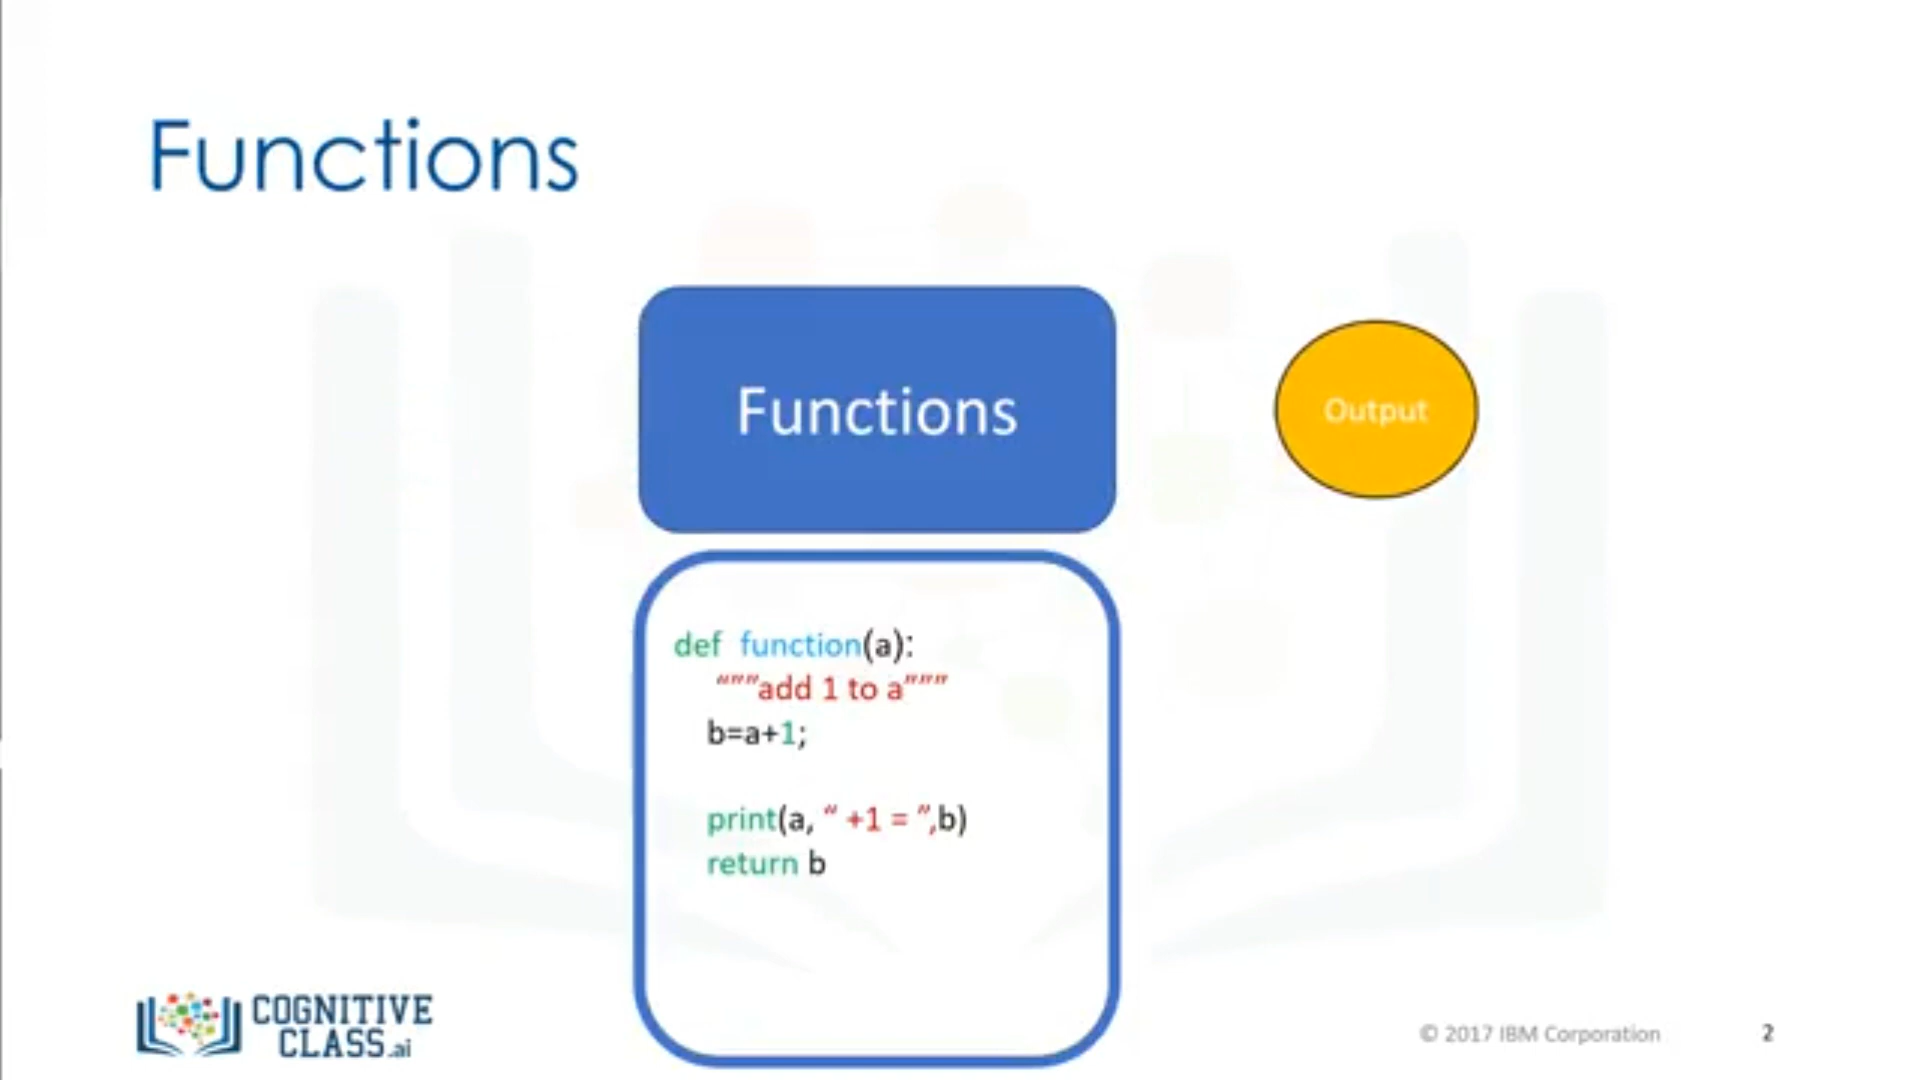 Functions
Functions
Output
def function(a):
“””add 1 to a”””
b=a+1;
print(a, “ +1 = ”,b)
return b
COGNITIVE
CLASS.ai
© 2017 IBM Corporation
2